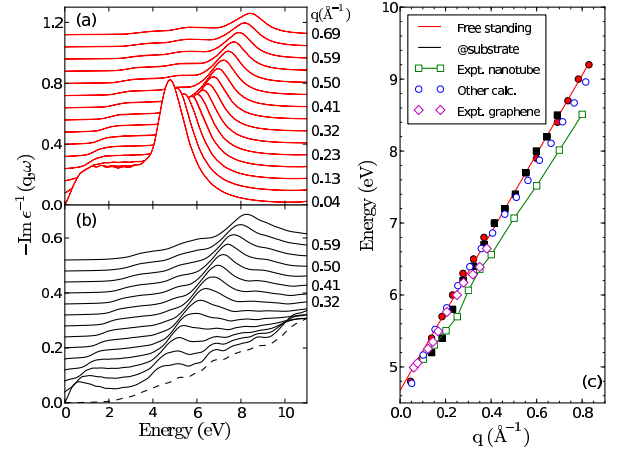 (a)
q(Å⁻¹)
0.69
0.59
0.50
0.41
0.32
0.23
0.13
0.04
1.2
0.8
0.4
0.0
−Im ϵ⁻¹ (q,ω)
(b)
0.59
0.50
0.41
0.32
0.6
0.4
0.2
0.0
0 2 4 6 8 10
Energy (eV)
Free standing
@substrate
Expt. nanotube
Other calc.
Expt. graphene
10
9
8
7
6
5
Energy (eV)
(c)
0.0 0.2 0.4 0.6 0.8 1.0
q (Å⁻¹)